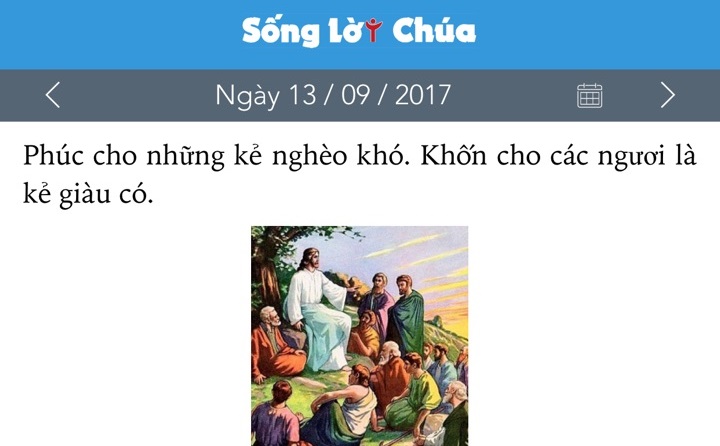 Sống Lời Chúa
Ngày 13 / 09 / 2017
Phúc cho những kẻ nghèo khó. Khốn cho các ngươi là
kẻ giàu có.